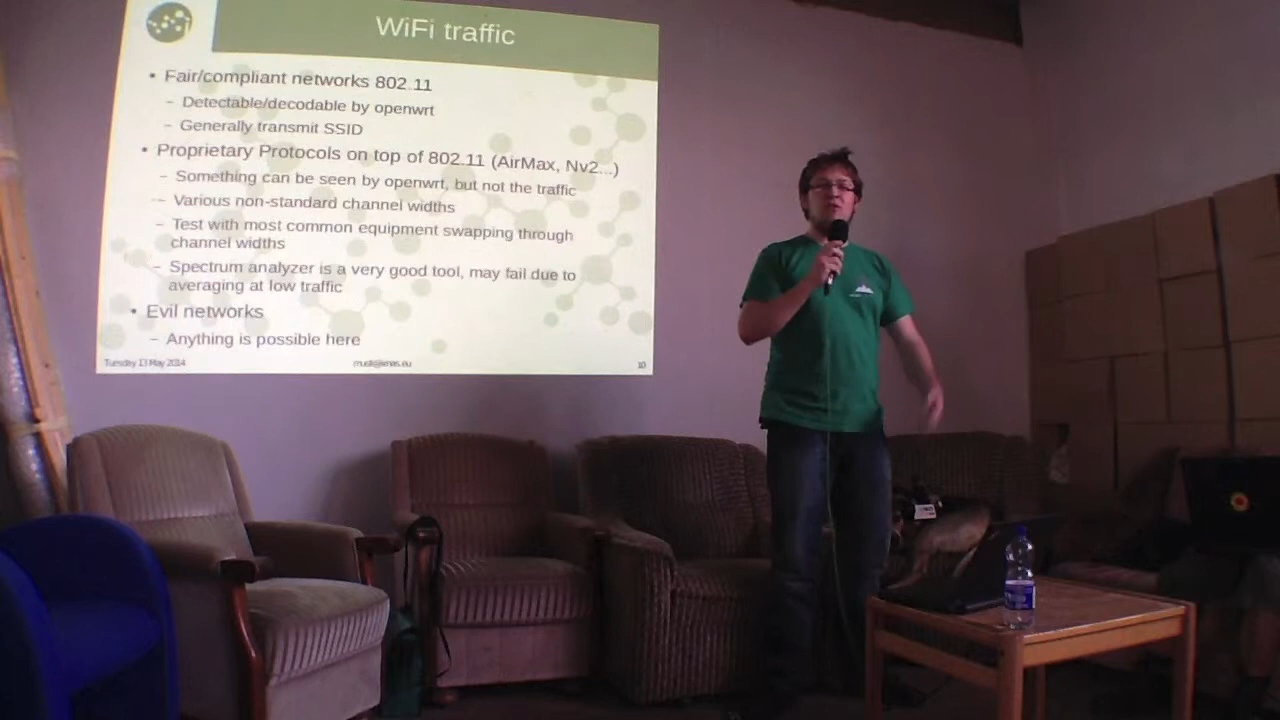 WiFi traffic
• Fair/compliant networks 802.11
– Detectable/decodable by openwrt
– Generally transmit SSID
• Proprietary Protocols on top of 802.11 (AirMax, Nv2...)
– Something can be seen by openwrt, but not the traffic
– Various non-standard channel widths
– Test with most common equipment swapping through
channel widths
– Spectrum analyzer is a very good tool, may fail due to
averaging at low traffic
• Evil networks
– Anything is possible here
Tuesday 13 May 2014
10